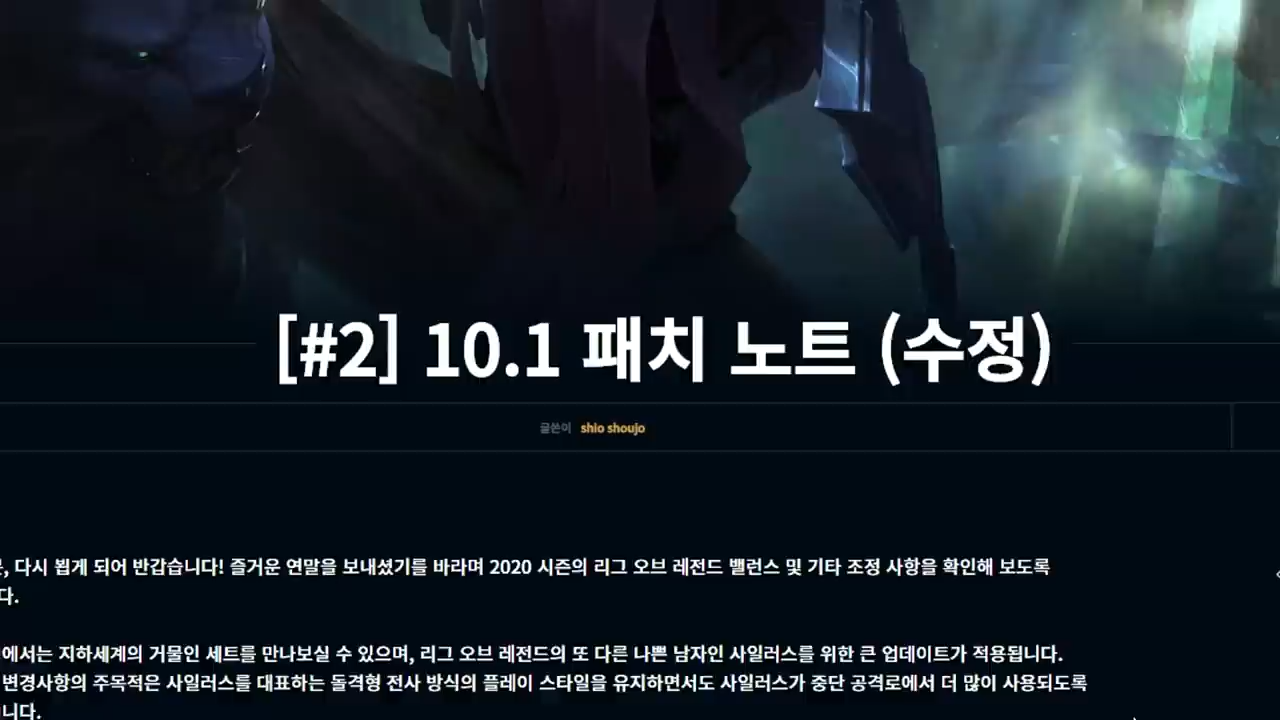 [#2] 10.1 패치 노트 (수정)
글쓴이 shio shoujo
, 다시 뵙게 되어 반갑습니다! 즐거운 연말을 보내셨기를 바라며 2020 시즌의 리그 오브 레전드 밸런스 및 기타 조정 사항을 확인해 보도록
다.
에서는 지하세계의 거물인 세트를 만나보실 수 있으며, 리그 오브 레전드의 또 다른 나쁜 남자인 사일러스를 위한 큰 업데이트가 적용됩니다.
변경사항의 주목적은 사일러스를 대표하는 돌격형 전사 방식의 플레이 스타일을 유지하면서도 사일러스가 중단 공격로에서 더 많이 사용되도록
니다.